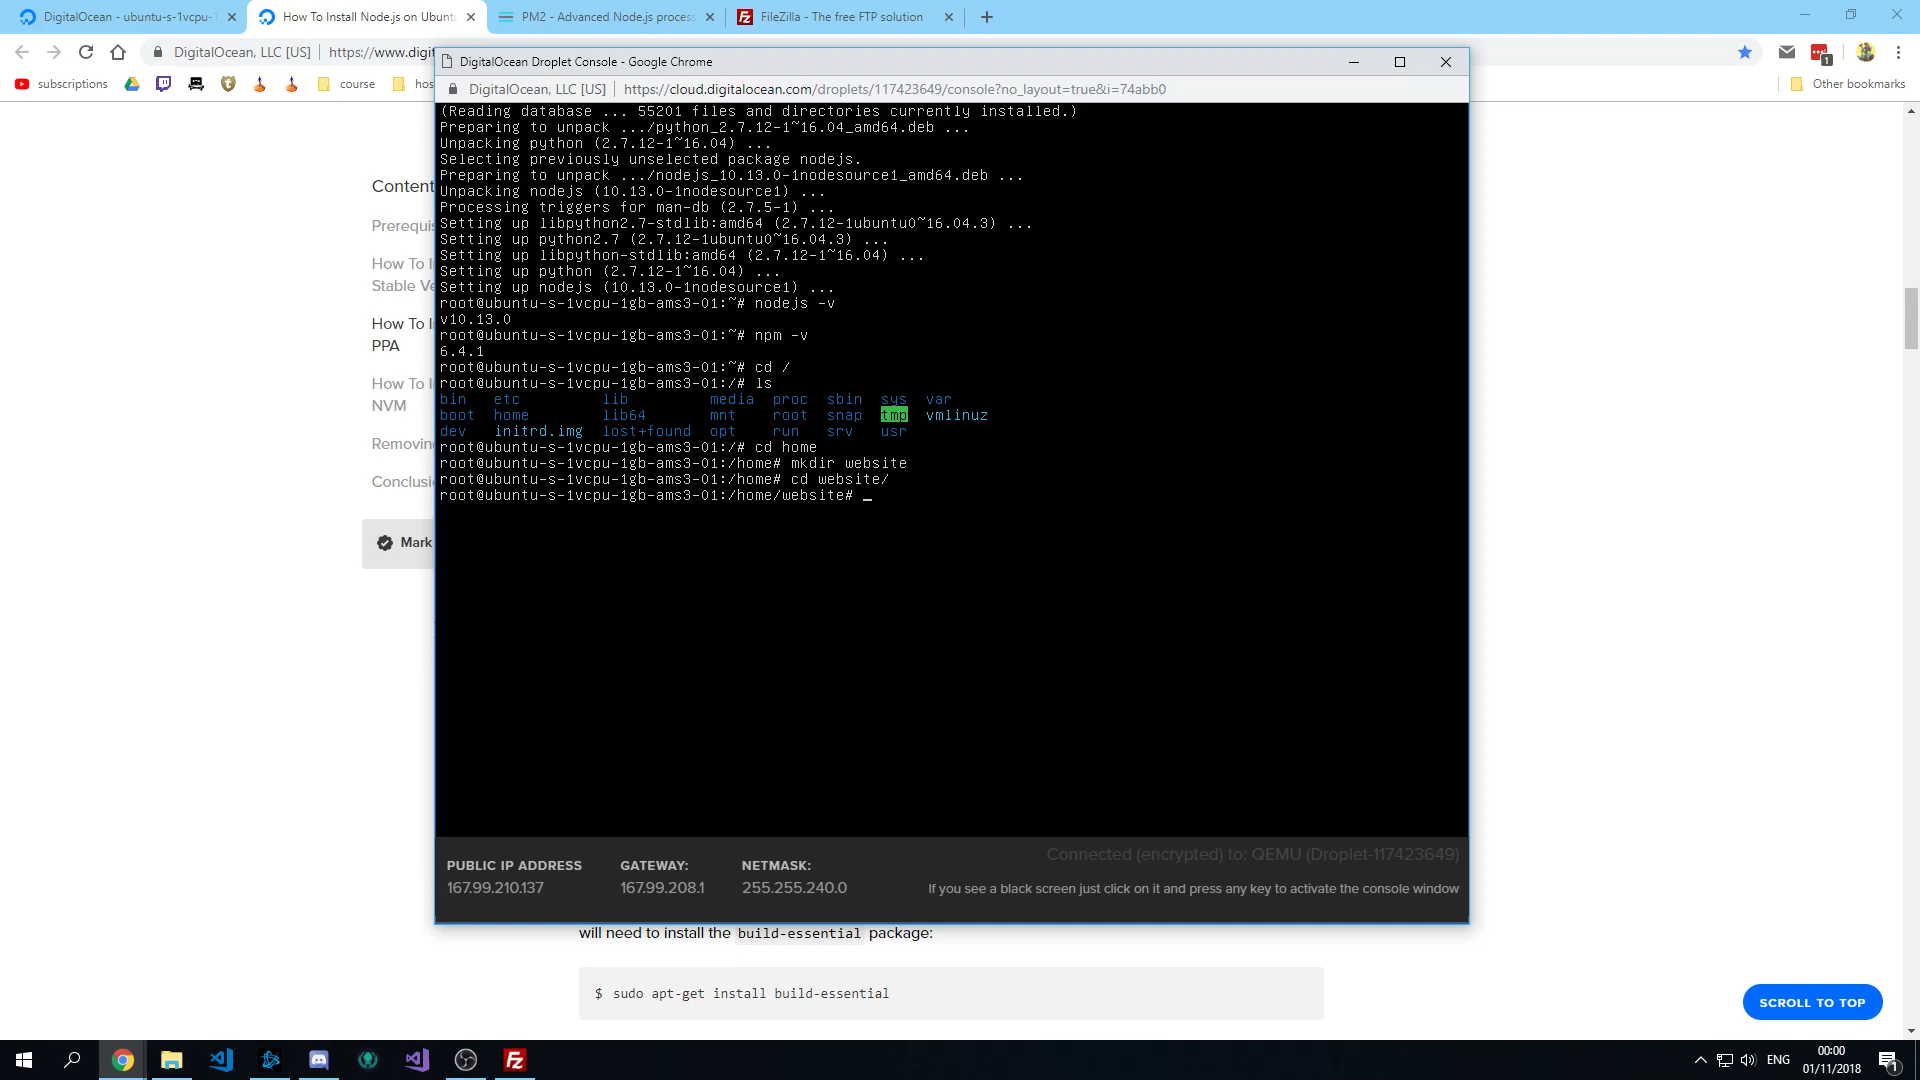 DigitalOcean - ubuntu-s-1vcpu-1
How To Install Node.js on Ubunt
PM2 - Advanced Node.js process
FileZilla - The free FTP solution
DigitalOcean, LLC [US]
https://www.digit
1
subscriptions
course
hos
Other bookmarks
DigitalOcean Droplet Console - Google Chrome
DigitalOcean, LLC [US]
https://cloud.digitalocean.com/droplets/117423649/console?no_layout=true&i=74abb0
(Reading database ... 55201 files and directories currently installed.)
Preparing to unpack .../python_2.7.12-1~16.04_amd64.deb ...
Unpacking python (2.7.12-1~16.04) ...
Selecting previously unselected package nodejs.
Preparing to unpack .../nodejs_10.13.0-1nodesource1_amd64.deb ...
Unpacking nodejs (10.13.0-1nodesource1) ...
Processing triggers for man-db (2.7.5-1) ...
Setting up libpython2.7-stdlib:amd64 (2.7.12-1ubuntu0~16.04.3) ...
Setting up python2.7 (2.7.12-1ubuntu0~16.04.3) ...
Setting up libpython-stdlib:amd64 (2.7.12-1~16.04) ...
Setting up python (2.7.12-1~16.04) ...
Setting up nodejs (10.13.0-1nodesource1) ...
root@ubuntu-s-1vcpu-1gb-ams3-01:~# nodejs -v
v10.13.0
root@ubuntu-s-1vcpu-1gb-ams3-01:~# npm -v
6.4.1
root@ubuntu-s-1vcpu-1gb-ams3-01:~# cd /
root@ubuntu-s-1vcpu-1gb-ams3-01:/# ls
bin etc lib media proc sbin sys var
boot home lib64 mnt root snap tmp vmlinuz
dev initrd.img lost+found opt run srv usr
root@ubuntu-s-1vcpu-1gb-ams3-01:/# cd home
root@ubuntu-s-1vcpu-1gb-ams3-01:/home# mkdir website
root@ubuntu-s-1vcpu-1gb-ams3-01:/home# cd website/
root@ubuntu-s-1vcpu-1gb-ams3-01:/home/website# _
PUBLIC IP ADDRESS
167.99.210.137
GATEWAY:
167.99.208.1
NETMASK:
255.255.240.0
Connected (encrypted) to: QEMU (Droplet-117423649)
If you see a black screen just click on it and press any key to activate the console window
Content
Prerequis
How To I
Stable Ve
How To I
PPA
How To I
NVM
Removin
Conclusi
Mark
will need to install the build-essential package:
$ sudo apt-get install build-essential
SCROLL TO TOP
ENG
00:00
01/11/2018
1